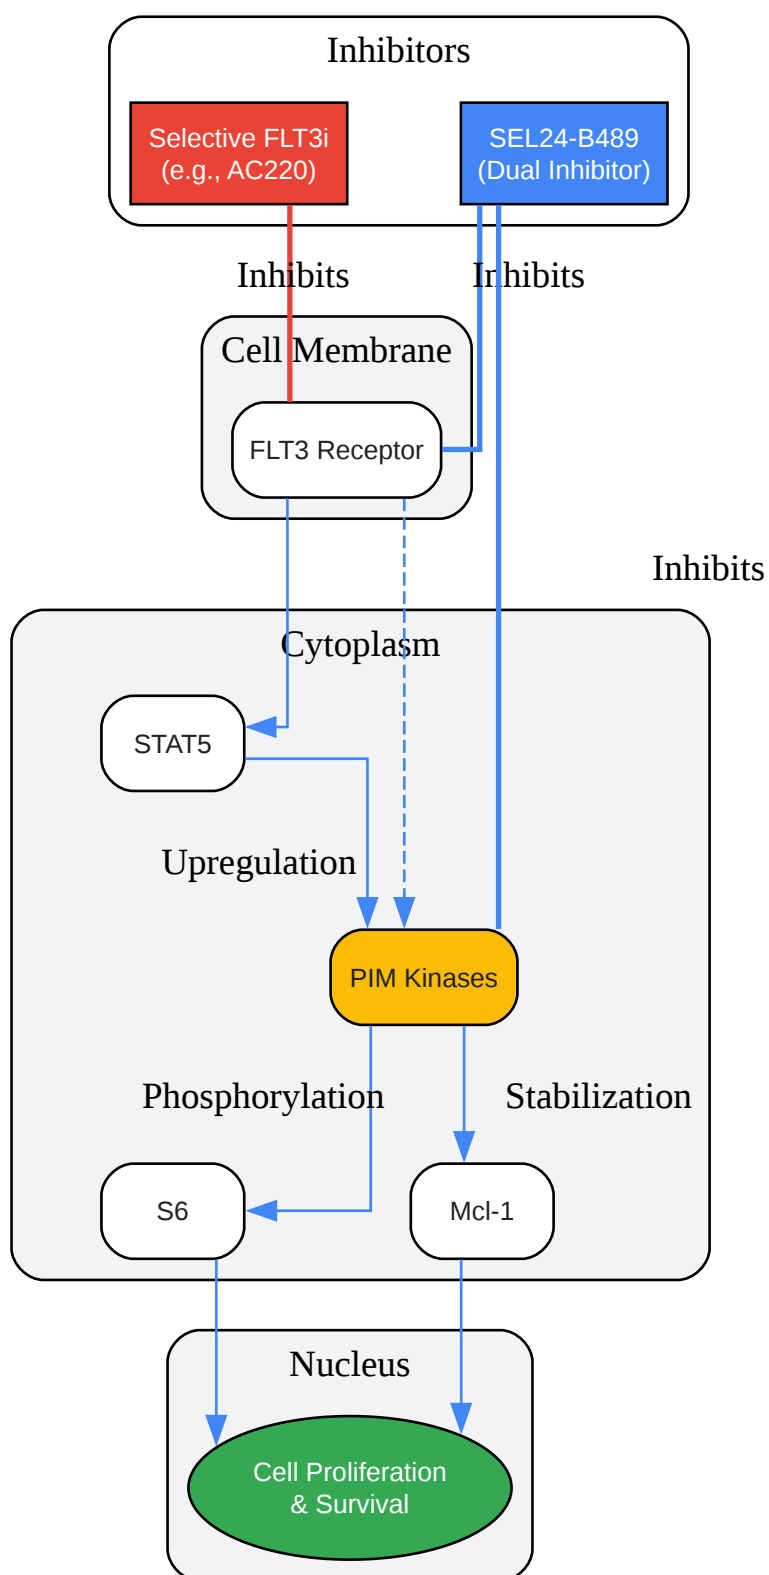 Inhibitors
Selective FLT3i
(e.g., AC220)
SEL24-B489
(Dual Inhibitor)
Inhibits
Inhibits
Cell Membrane
FLT3 Receptor
Inhibits
Cytoplasm
STAT5
Upregulation
PIM Kinases
Phosphorylation
Stabilization
S6
Mcl-1
Nucleus
Cell Proliferation
& Survival